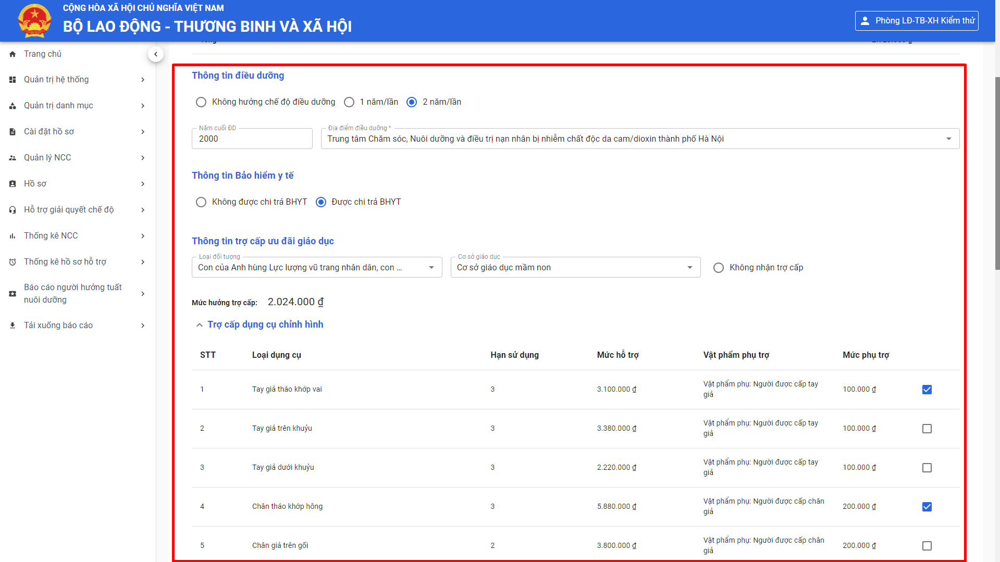 CỘNG HÒA XÃ HỘI CHỦ NGHĨA VIỆT NAM
BỘ LAO ĐỘNG - THƯƠNG BINH VÀ XÃ HỘI
Phòng LĐ-TB-XH Kiểm thử
Trang chủ
Quản trị hệ thống
Quản trị danh mục
Cài đặt hồ sơ
Quản lý NCC
Hồ sơ
Hỗ trợ giải quyết chế độ
Thống kê NCC
Thống kê hồ sơ hỗ trợ
Báo cáo người hưởng tuất
nuôi dưỡng
Tải xuống báo cáo
Thông tin điều dưỡng
Không hưởng chế độ điều dưỡng 1 năm/lần 2 năm/lần
Năm cuối ĐD Địa điểm điều dưỡng *
2000 Trung tâm Chăm sóc, Nuôi dưỡng và điều trị nạn nhân bị nhiễm chất độc da cam/dioxin thành phố Hà Nội
Thông tin Bảo hiểm y tế
Không được chi trả BHYT Được chi trả BHYT
Thông tin trợ cấp ưu đãi giáo dục
Loại đối tượng Cơ sở giáo dục
Con của Anh hùng Lực lượng vũ trang nhân dân, con ... Cơ sở giáo dục mầm non Không nhận trợ cấp
Mức hưởng trợ cấp: 2.024.000 ₫
Trợ cấp dụng cụ chỉnh hình
STT Loại dụng cụ Hạn sử dụng Mức hỗ trợ Vật phẩm phụ trợ Mức phụ trợ
1 Tay giả tháo khớp vai 3 3.100.000 ₫ Vật phẩm phụ: Người được cấp tay giả 100.000 ₫
2 Tay giả trên khuỷu 3 3.380.000 ₫ Vật phẩm phụ: Người được cấp tay giả 100.000 ₫
3 Tay giả dưới khuỷu 3 2.220.000 ₫ Vật phẩm phụ: Người được cấp tay giả 100.000 ₫
4 Chân tháo khớp hông 3 5.880.000 ₫ Vật phẩm phụ: Người được cấp chân giả 200.000 ₫
5 Chân giả trên gối 2 3.800.000 ₫ Vật phẩm phụ: Người được cấp chân giả 200.000 ₫